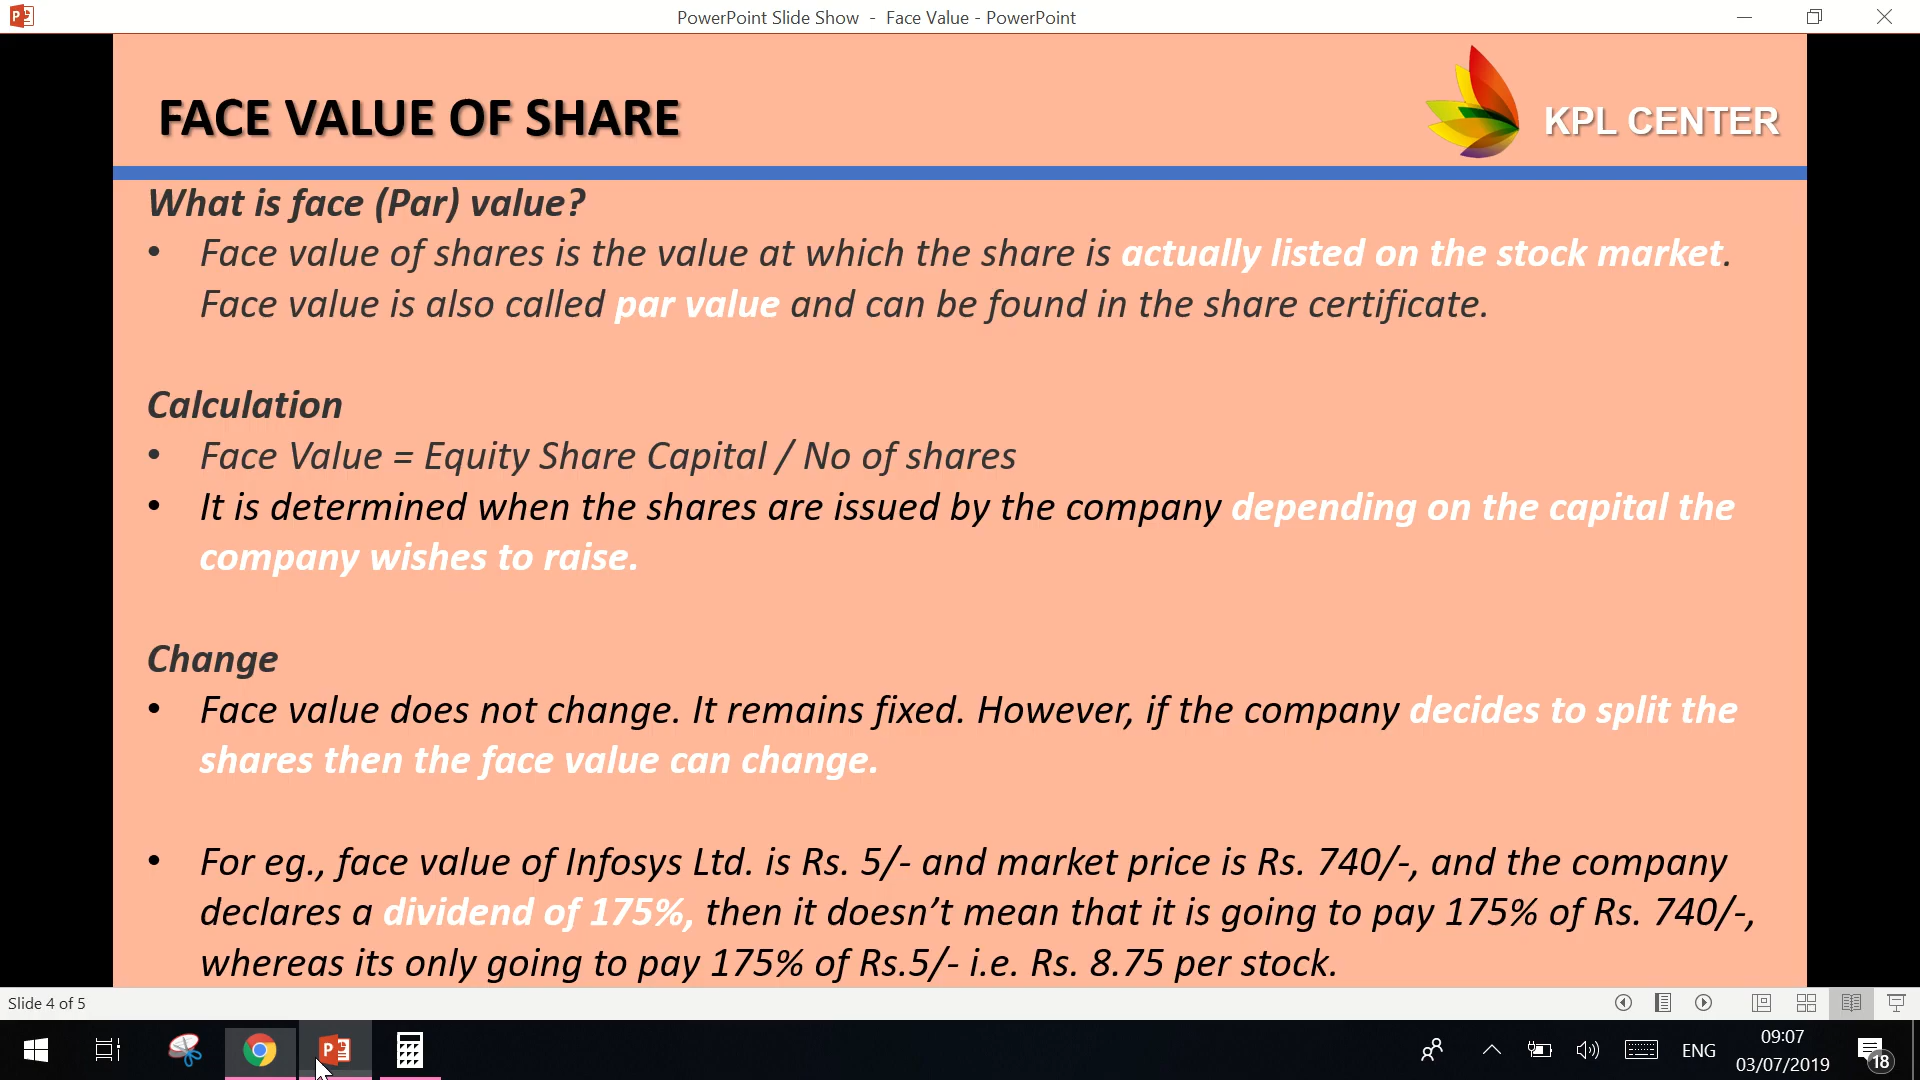 PowerPoint Slide Show - Face Value - PowerPoint
FACE VALUE OF SHARE
KPL CENTER
What is face (Par) value?
• Face value of shares is the value at which the share is actually listed on the stock market.
Face value is also called par value and can be found in the share certificate.
Calculation
• Face Value = Equity Share Capital / No of shares
• It is determined when the shares are issued by the company depending on the capital the
company wishes to raise.
Change
• Face value does not change. It remains fixed. However, if the company decides to split the
shares then the face value can change.
• For eg., face value of Infosys Ltd. is Rs. 5/- and market price is Rs. 740/-, and the company
declares a dividend of 175%, then it doesn’t mean that it is going to pay 175% of Rs. 740/-,
whereas its only going to pay 175% of Rs.5/- i.e. Rs. 8.75 per stock.
Slide 4 of 5
ENG
09:07
03/07/2019
18